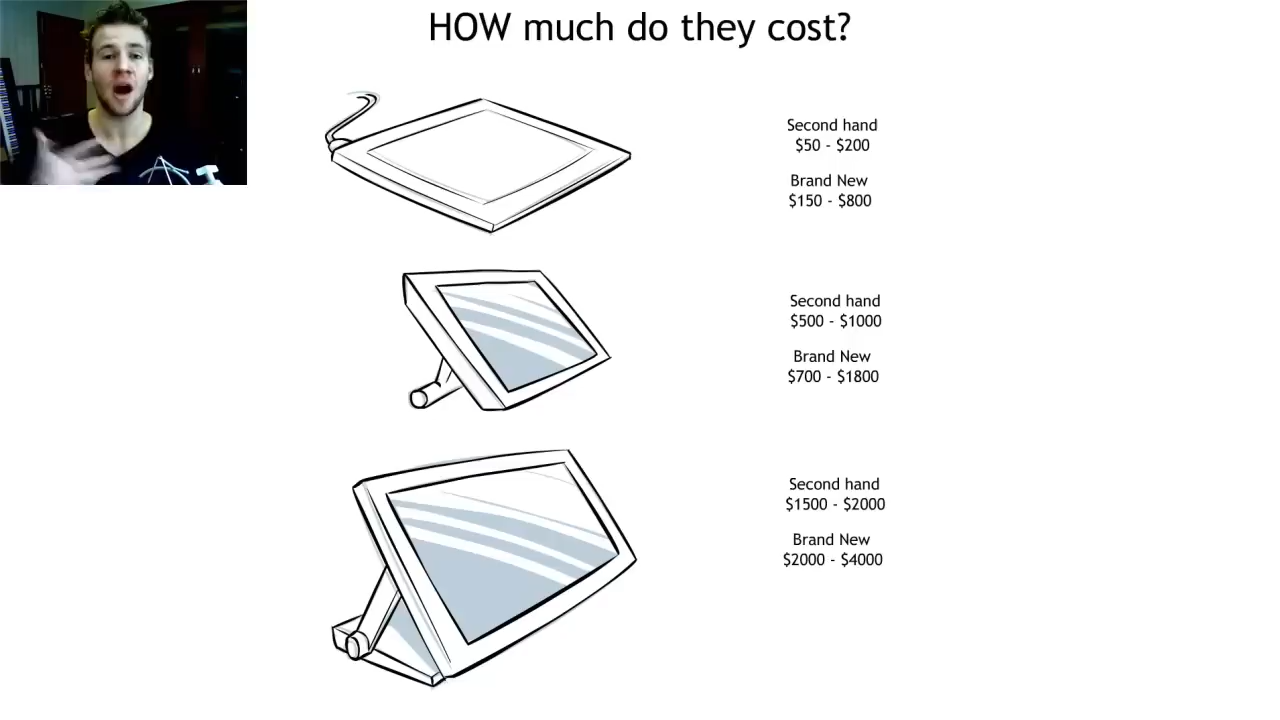 HOW much do they cost?
Second hand
$50 - $200
Brand New
$150 - $800
Second hand
$500 - $1000
Brand New
$700 - $1800
Second hand
$1500 - $2000
Brand New
$2000 - $4000